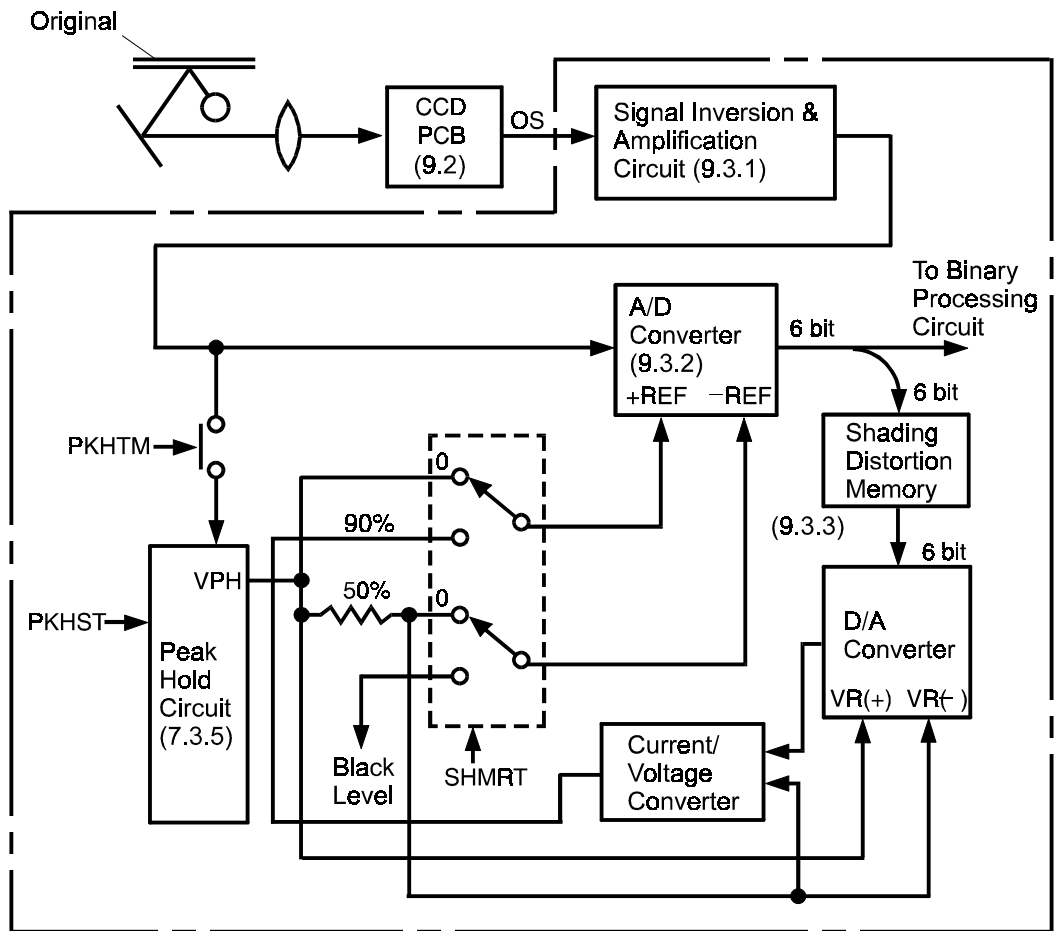 Original
CCD
PCB
(9.2)
OS
Signal Inversion &
Amplification
Circuit (9.3.1)
To Binary
Processing
Circuit
A/D
Converter
(9.3.2)
+REF −REF
6 bit
6 bit
PKHTM
Shading
Distortion
Memory
(9.3.3)
6 bit
0
90%
VPH
50%
0
PKHST
Peak
Hold
Circuit
(7.3.5)
D/A
Converter
VR(+) VR(−)
Black
Level
SHMRT
Current/
Voltage
Converter